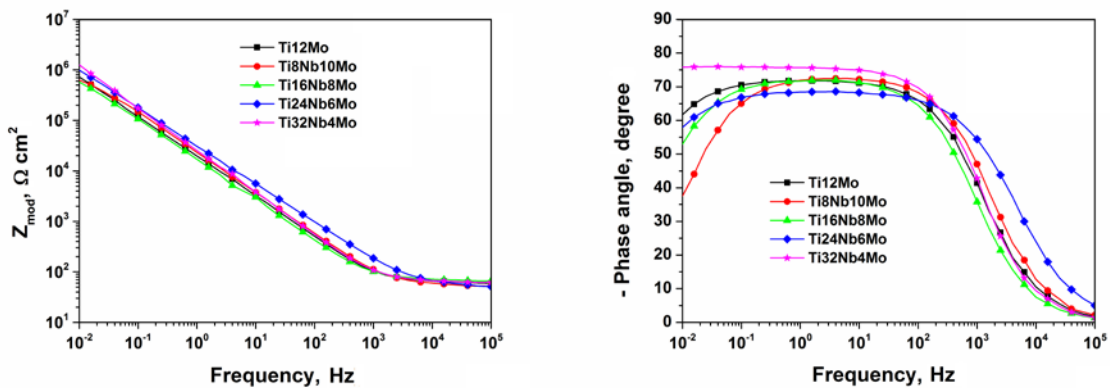 10⁷
10⁶
10⁵
10⁴
10³
10²
10¹
Z_mod, Ω cm²
Ti12Mo
Ti8Nb10Mo
Ti16Nb8Mo
Ti24Nb6Mo
Ti32Nb4Mo
10⁻² 10⁻¹ 10⁰ 10¹ 10² 10³ 10⁴ 10⁵
Frequency, Hz
90
80
70
60
50
40
30
20
10
0
- Phase angle, degree
Ti12Mo
Ti8Nb10Mo
Ti16Nb8Mo
Ti24Nb6Mo
Ti32Nb4Mo
10⁻² 10⁻¹ 10⁰ 10¹ 10² 10³ 10⁴ 10⁵
Frequency, Hz